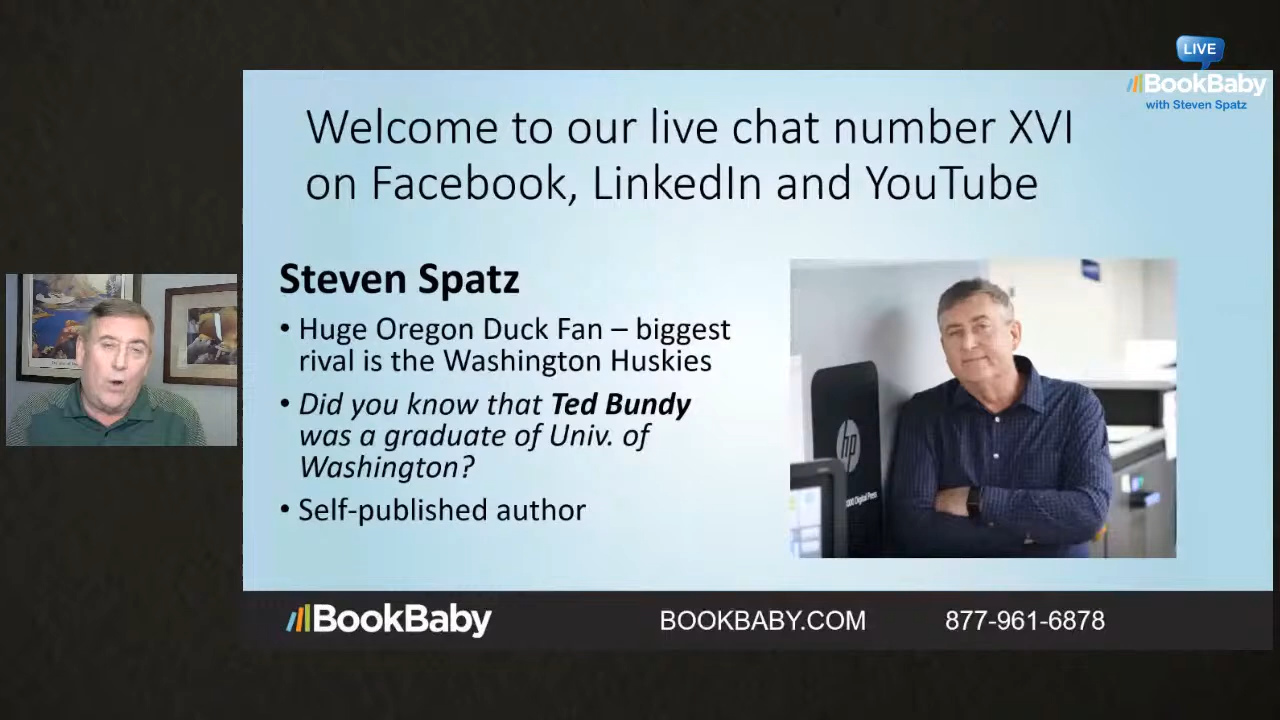 LIVE
BookBaby
with Steven Spatz
Welcome to our live chat number XVI
on Facebook, LinkedIn and YouTube
Steven Spatz
• Huge Oregon Duck Fan – biggest
rival is the Washington Huskies
• Did you know that Ted Bundy
was a graduate of Univ. of
Washington?
• Self-published author
hp
Digital Press
BookBaby
BOOKBABY.COM
877-961-6878